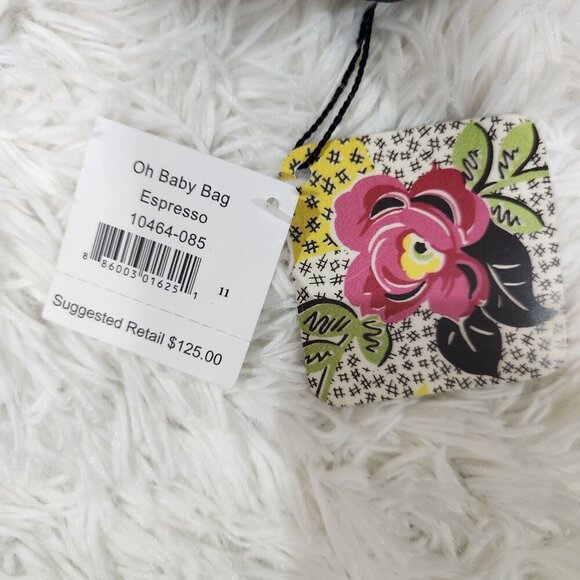 Oh Baby Bag
Espresso
10464-085
8 86003 01625 1
11
Suggested Retail $125.00